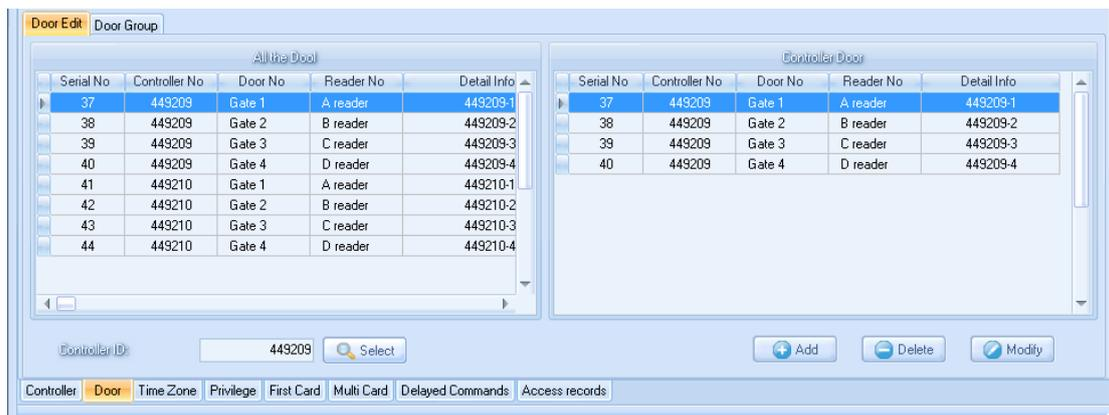 Door Edit Door Group
All the Dool
Controller Door
Serial No Controller No Door No Reader No Detail Info
37 449209 Gate 1 A reader 449209-1
38 449209 Gate 2 B reader 449209-2
39 449209 Gate 3 C reader 449209-3
40 449209 Gate 4 D reader 449209-4
41 449210 Gate 1 A reader 449210-1
42 449210 Gate 2 B reader 449210-2
43 449210 Gate 3 C reader 449210-3
44 449210 Gate 4 D reader 449210-4
Serial No Controller No Door No Reader No Detail Info
37 449209 Gate 1 A reader 449209-1
38 449209 Gate 2 B reader 449209-2
39 449209 Gate 3 C reader 449209-3
40 449209 Gate 4 D reader 449209-4
Controller ID: 449209 Select Add Delete Modify
Controller Door Time Zone Privilege First Card Multi Card Delayed Commands Access records